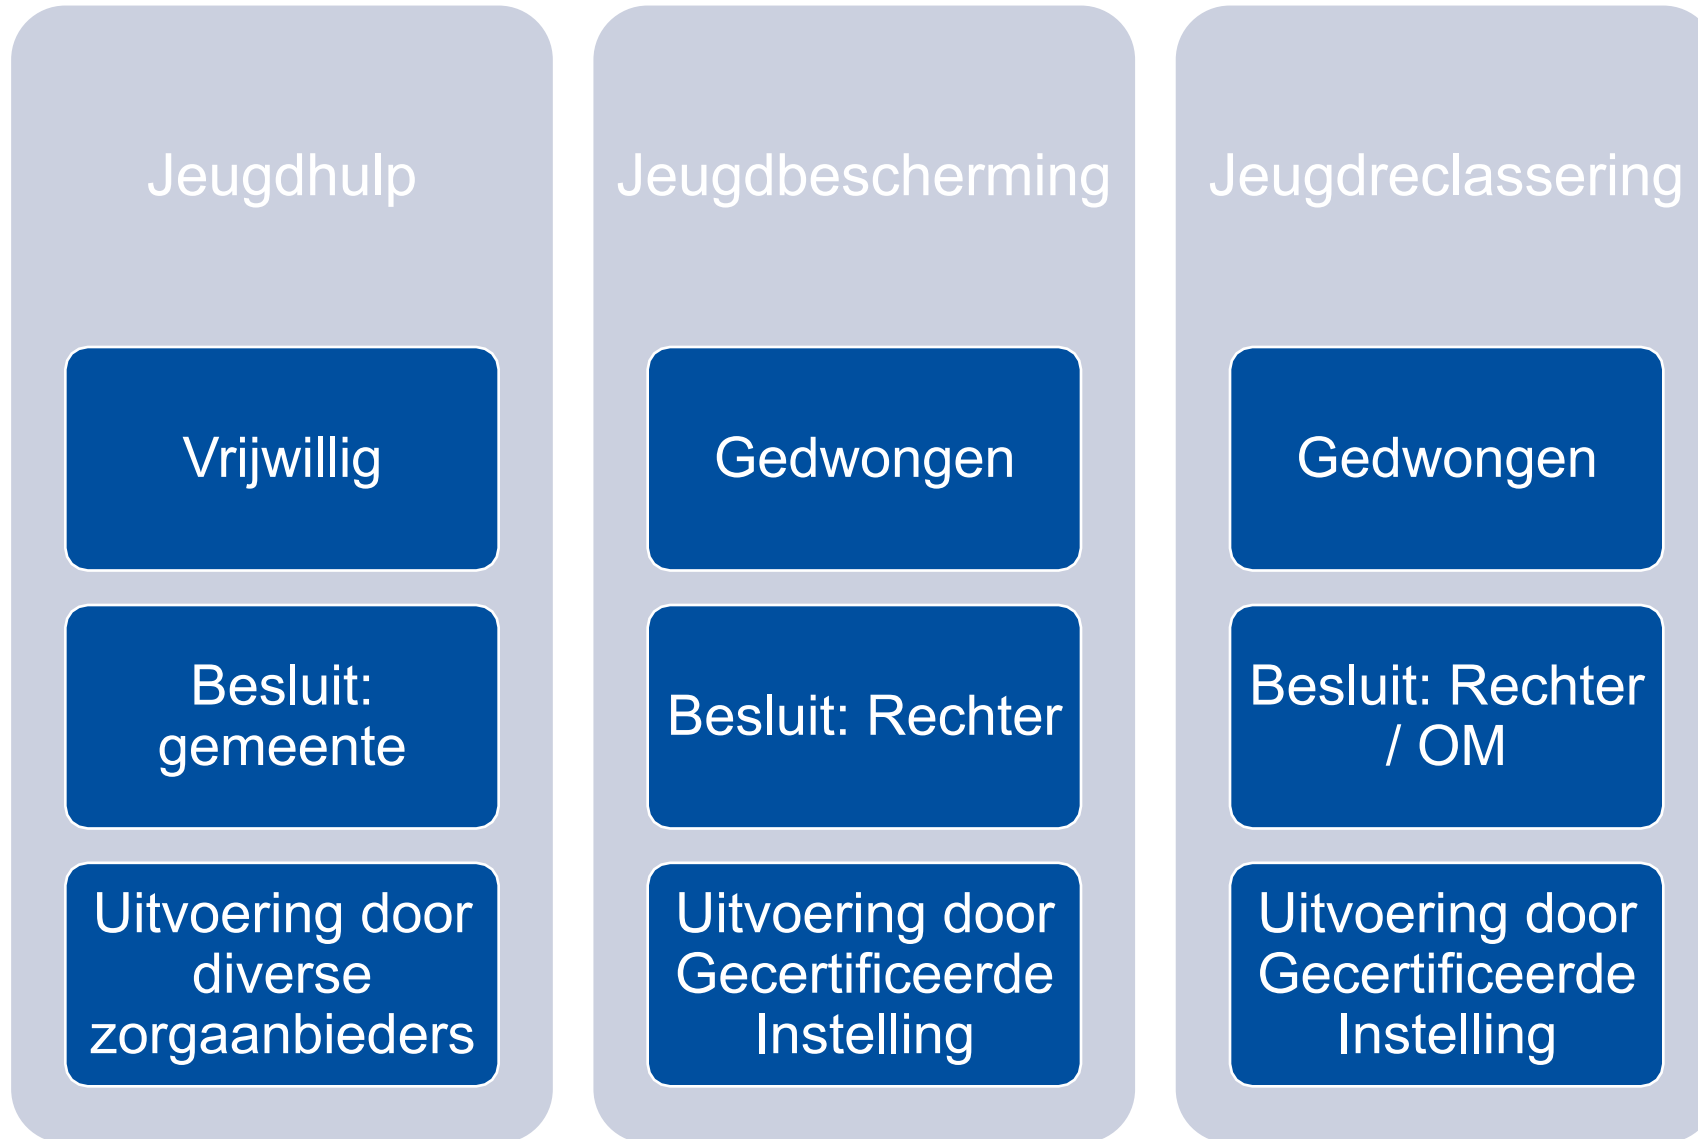 Jeugdhulp
Vrijwillig
Besluit:
gemeente
Uitvoering door
diverse
zorgaanbieders
Jeugdbescherming
Gedwongen
Besluit: Rechter
Uitvoering door
Gecertificeerde
Instelling
Jeugdreclassering
Gedwongen
Besluit: Rechter
/ OM
Uitvoering door
Gecertificeerde
Instelling